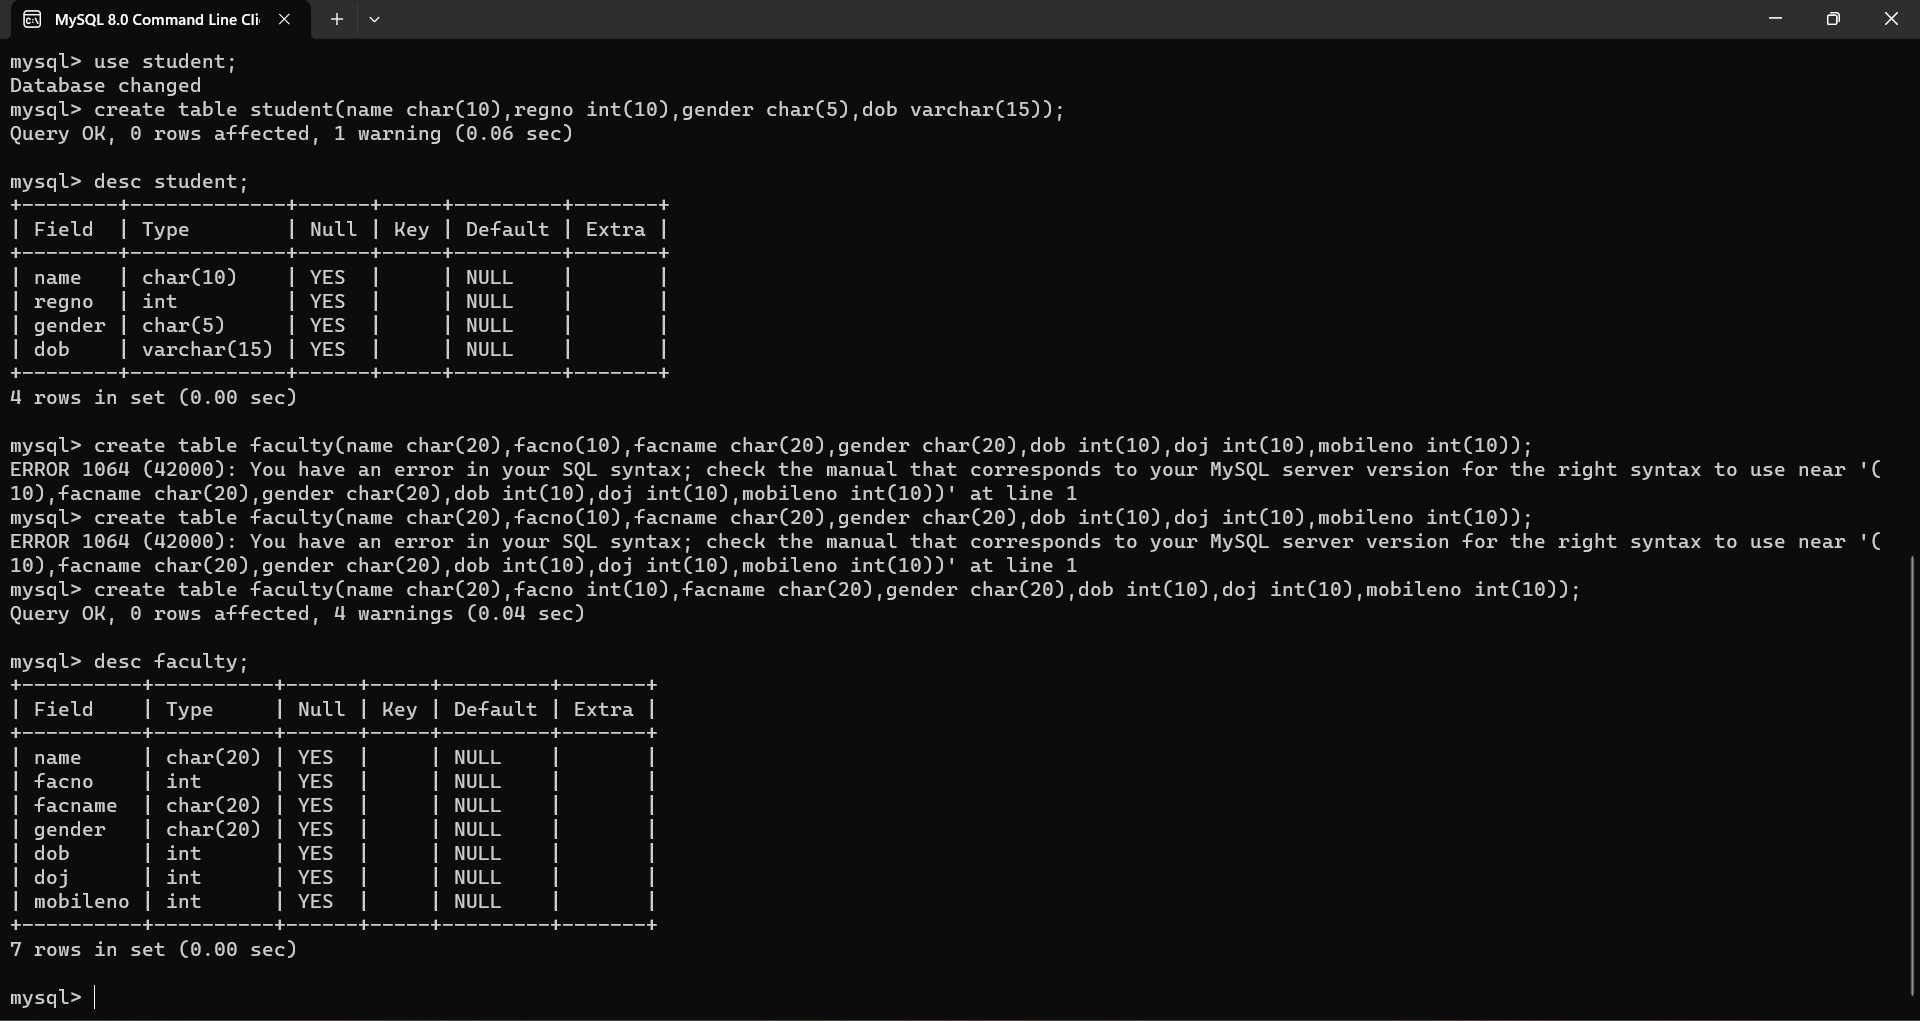 MySQL 8.0 Command Line Cli
mysql> use student;
Database changed
mysql> create table student(name char(10),regno int(10),gender char(5),dob varchar(15));
Query OK, 0 rows affected, 1 warning (0.06 sec)
mysql> desc student;
+--------+-------------+------+-----+---------+-------+
| Field  | Type        | Null | Key | Default | Extra |
+--------+-------------+------+-----+---------+-------+
| name   | char(10)    | YES  |     | NULL    |       |
| regno  | int         | YES  |     | NULL    |       |
| gender | char(5)     | YES  |     | NULL    |       |
| dob    | varchar(15) | YES  |     | NULL    |       |
+--------+-------------+------+-----+---------+-------+
4 rows in set (0.00 sec)
mysql> create table faculty(name char(20),facno(10),facname char(20),gender char(20),dob int(10),doj int(10),mobileno int(10));
ERROR 1064 (42000): You have an error in your SQL syntax; check the manual that corresponds to your MySQL server version for the right syntax to use near '(
10),facname char(20),gender char(20),dob int(10),doj int(10),mobileno int(10))' at line 1
mysql> create table faculty(name char(20),facno(10),facname char(20),gender char(20),dob int(10),doj int(10),mobileno int(10));
ERROR 1064 (42000): You have an error in your SQL syntax; check the manual that corresponds to your MySQL server version for the right syntax to use near '(
10),facname char(20),gender char(20),dob int(10),doj int(10),mobileno int(10))' at line 1
mysql> create table faculty(name char(20),facno int(10),facname char(20),gender char(20),dob int(10),doj int(10),mobileno int(10));
Query OK, 0 rows affected, 4 warnings (0.04 sec)
mysql> desc faculty;
+----------+----------+------+-----+---------+-------+
| Field    | Type     | Null | Key | Default | Extra |
+----------+----------+------+-----+---------+-------+
| name     | char(20) | YES  |     | NULL    |       |
| facno    | int      | YES  |     | NULL    |       |
| facname  | char(20) | YES  |     | NULL    |       |
| gender   | char(20) | YES  |     | NULL    |       |
| dob      | int      | YES  |     | NULL    |       |
| doj      | int      | YES  |     | NULL    |       |
| mobileno | int      | YES  |     | NULL    |       |
+----------+----------+------+-----+---------+-------+
7 rows in set (0.00 sec)
mysql>